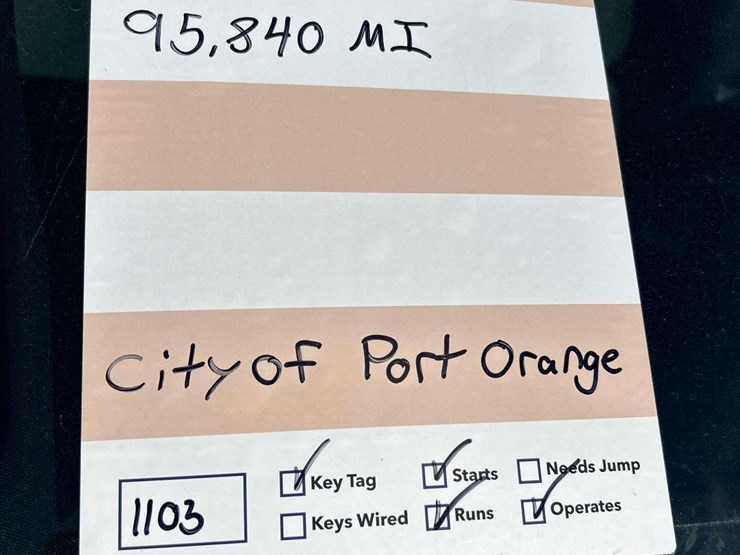 95,840 MI
City of Port Orange
Key Tag Starts Needs Jump
1103 Keys Wired Runs Operates